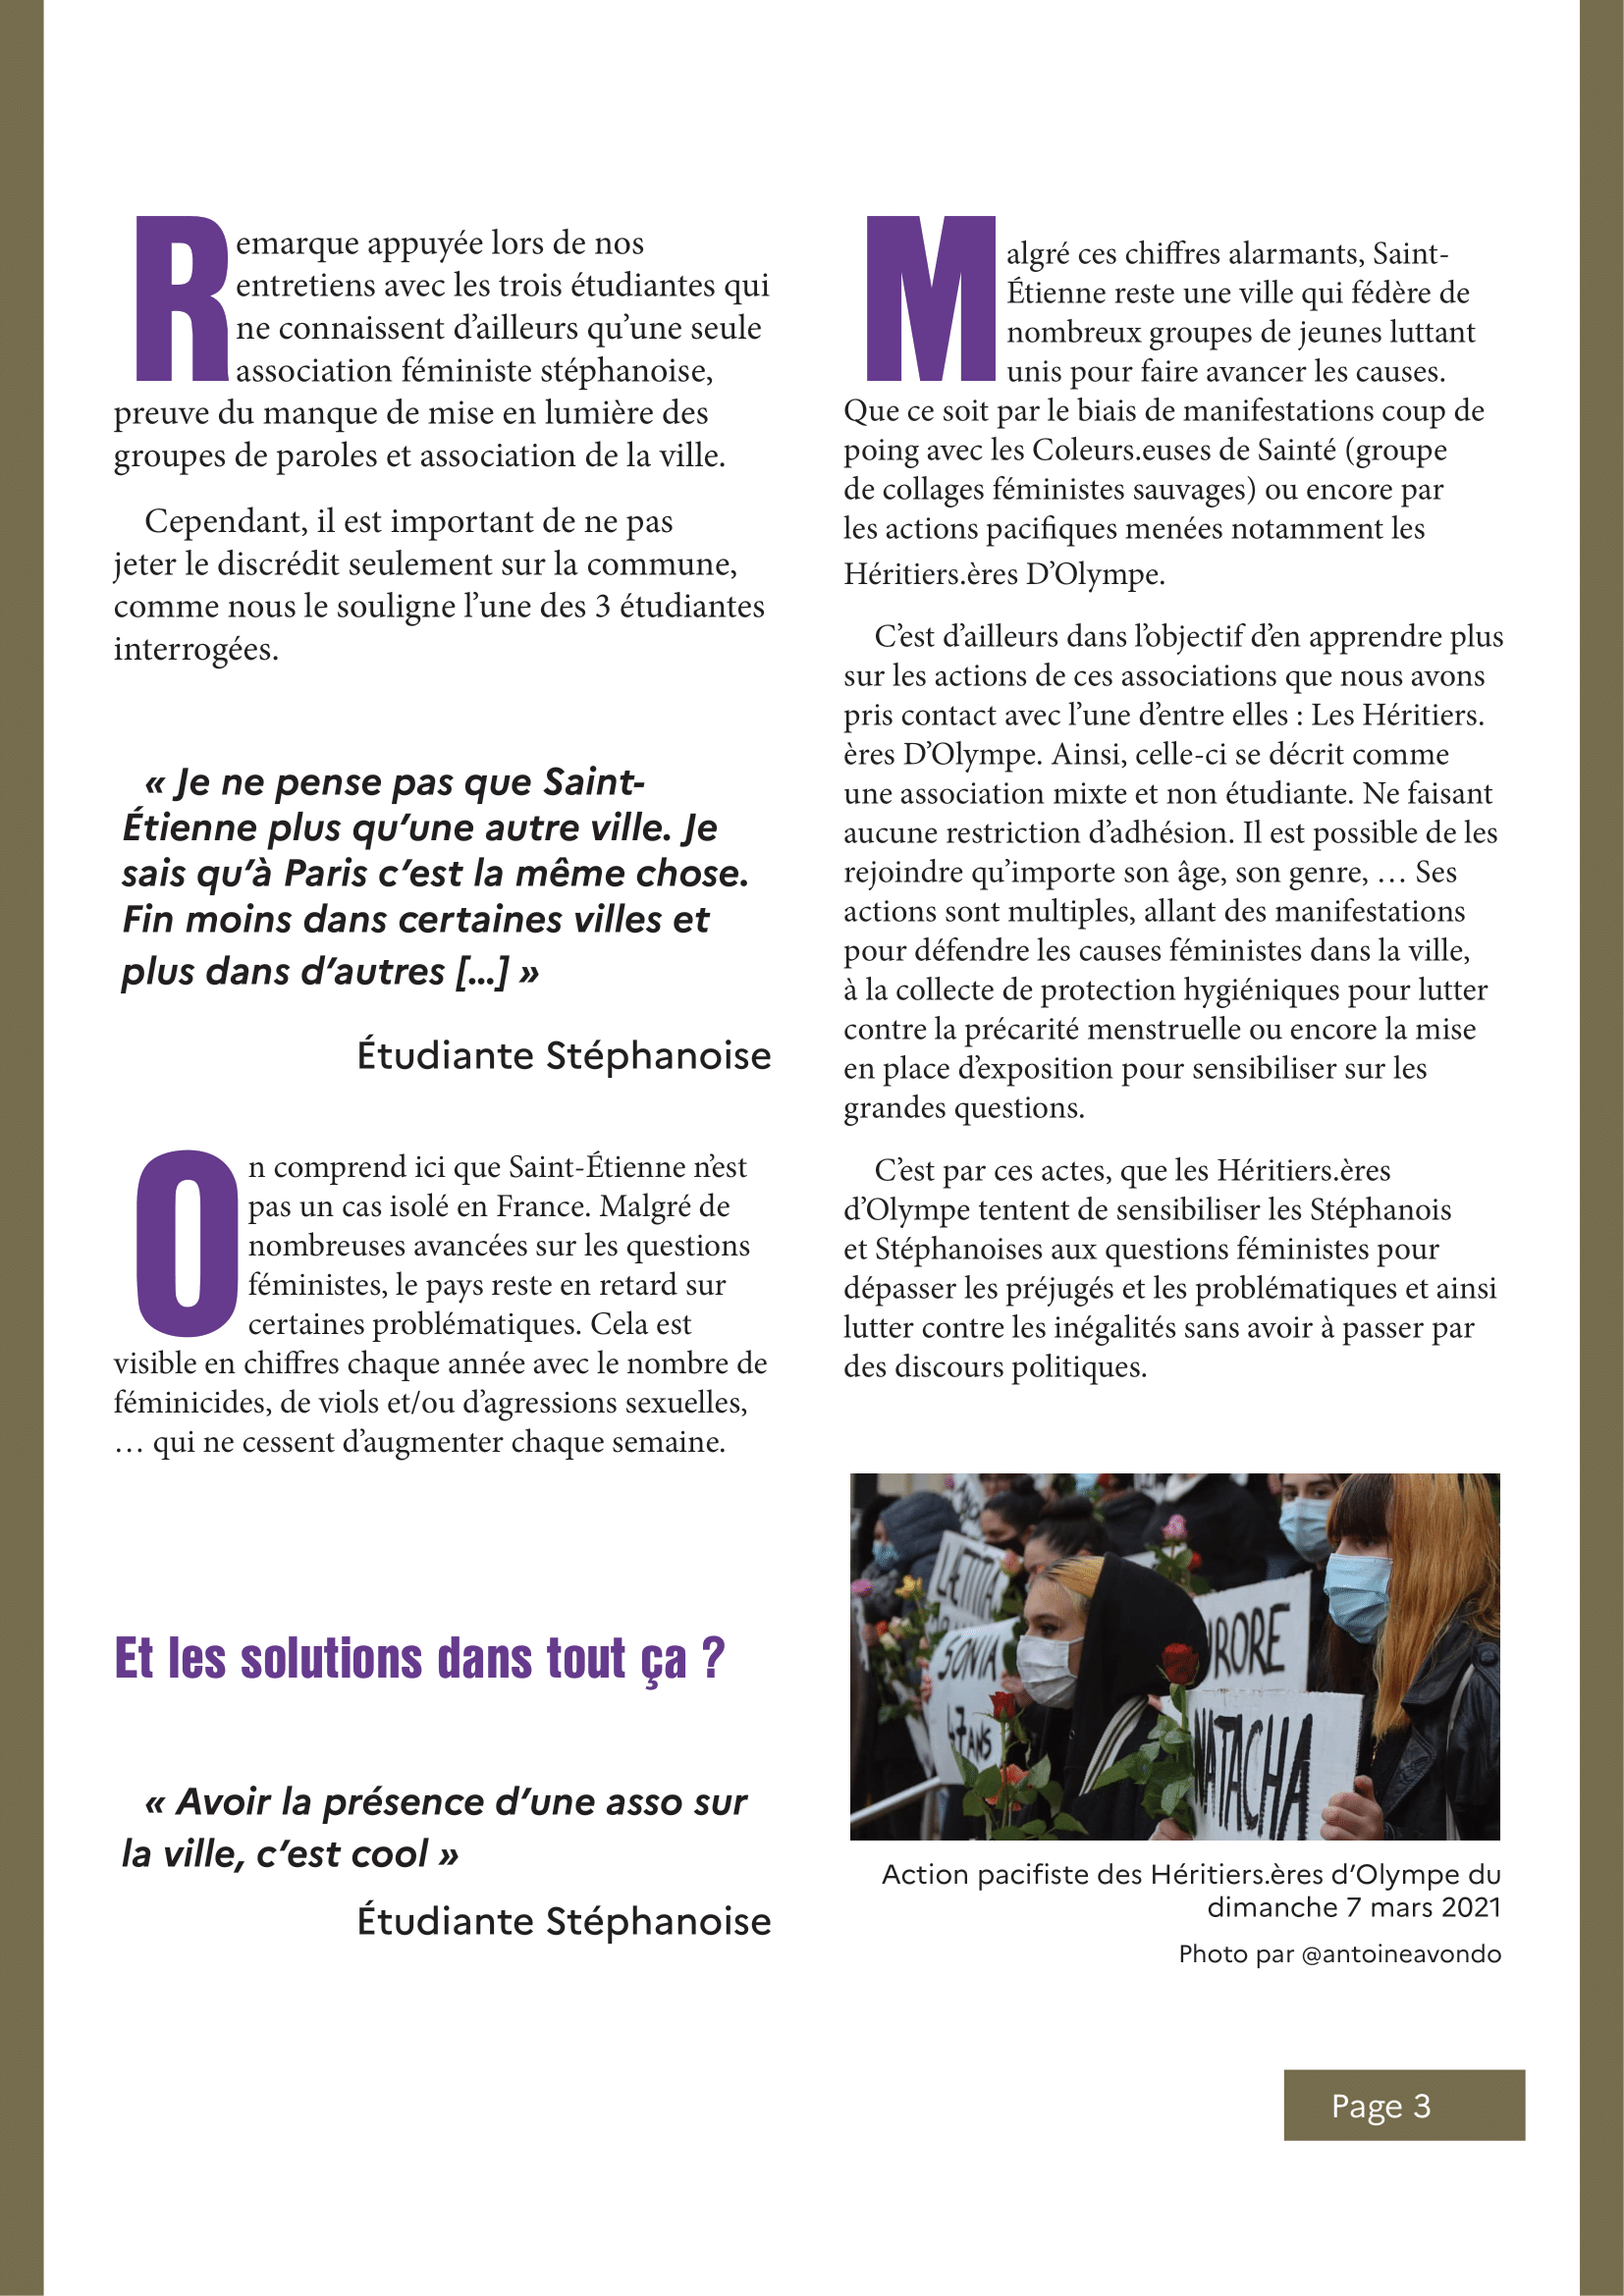 Remarque appuyée lors de nos
entretiens avec les trois étudiantes qui
ne connaissent d’ailleurs qu’une seule
association féministe stéphanoise,
preuve du manque de mise en lumière des
groupes de paroles et association de la ville.
Cependant, il est important de ne pas
jeter le discrédit seulement sur la commune,
comme nous le souligne l’une des 3 étudiantes
interrogées.
« Je ne pense pas que Saint-
Étienne plus qu’une autre ville. Je
sais qu’à Paris c’est la même chose.
Fin moins dans certaines villes et
plus dans d’autres [...] »
Étudiante Stéphanoise
On comprend ici que Saint-Étienne n’est
pas un cas isolé en France. Malgré de
nombreuses avancées sur les questions
féministes, le pays reste en retard sur
certaines problématiques. Cela est
visible en chiffres chaque année avec le nombre de
féminicides, de viols et/ou d’agressions sexuelles,
… qui ne cessent d’augmenter chaque semaine.
Et les solutions dans tout ça ?
« Avoir la présence d’une asso sur
la ville, c’est cool »
Étudiante Stéphanoise
Malgré ces chiffres alarmants, Saint-
Étienne reste une ville qui fédère de
nombreux groupes de jeunes luttant
unis pour faire avancer les causes.
Que ce soit par le biais de manifestations coup de
poing avec les Coleurs.euses de Sainté (groupe
de collages féministes sauvages) ou encore par
les actions pacifiques menées notamment les
Héritiers.ères D’Olympe.
C’est d’ailleurs dans l’objectif d’en apprendre plus
sur les actions de ces associations que nous avons
pris contact avec l’une d’entre elles : Les Héritiers.
ères D’Olympe. Ainsi, celle-ci se décrit comme
une association mixte et non étudiante. Ne faisant
aucune restriction d’adhésion. Il est possible de les
rejoindre qu’importe son âge, son genre, … Ses
actions sont multiples, allant des manifestations
pour défendre les causes féministes dans la ville,
à la collecte de protection hygiéniques pour lutter
contre la précarité menstruelle ou encore la mise
en place d’exposition pour sensibiliser sur les
grandes questions.
C’est par ces actes, que les Héritiers.ères
d’Olympe tentent de sensibiliser les Stéphanois
et Stéphanoises aux questions féministes pour
dépasser les préjugés et les problématiques et ainsi
lutter contre les inégalités sans avoir à passer par
des discours politiques.
LÆTITIA
SONIA
47 ANS
RORE
NATACHA
Action pacifiste des Héritiers.ères d’Olympe du
dimanche 7 mars 2021
Photo par @antoineavondo
Page 3